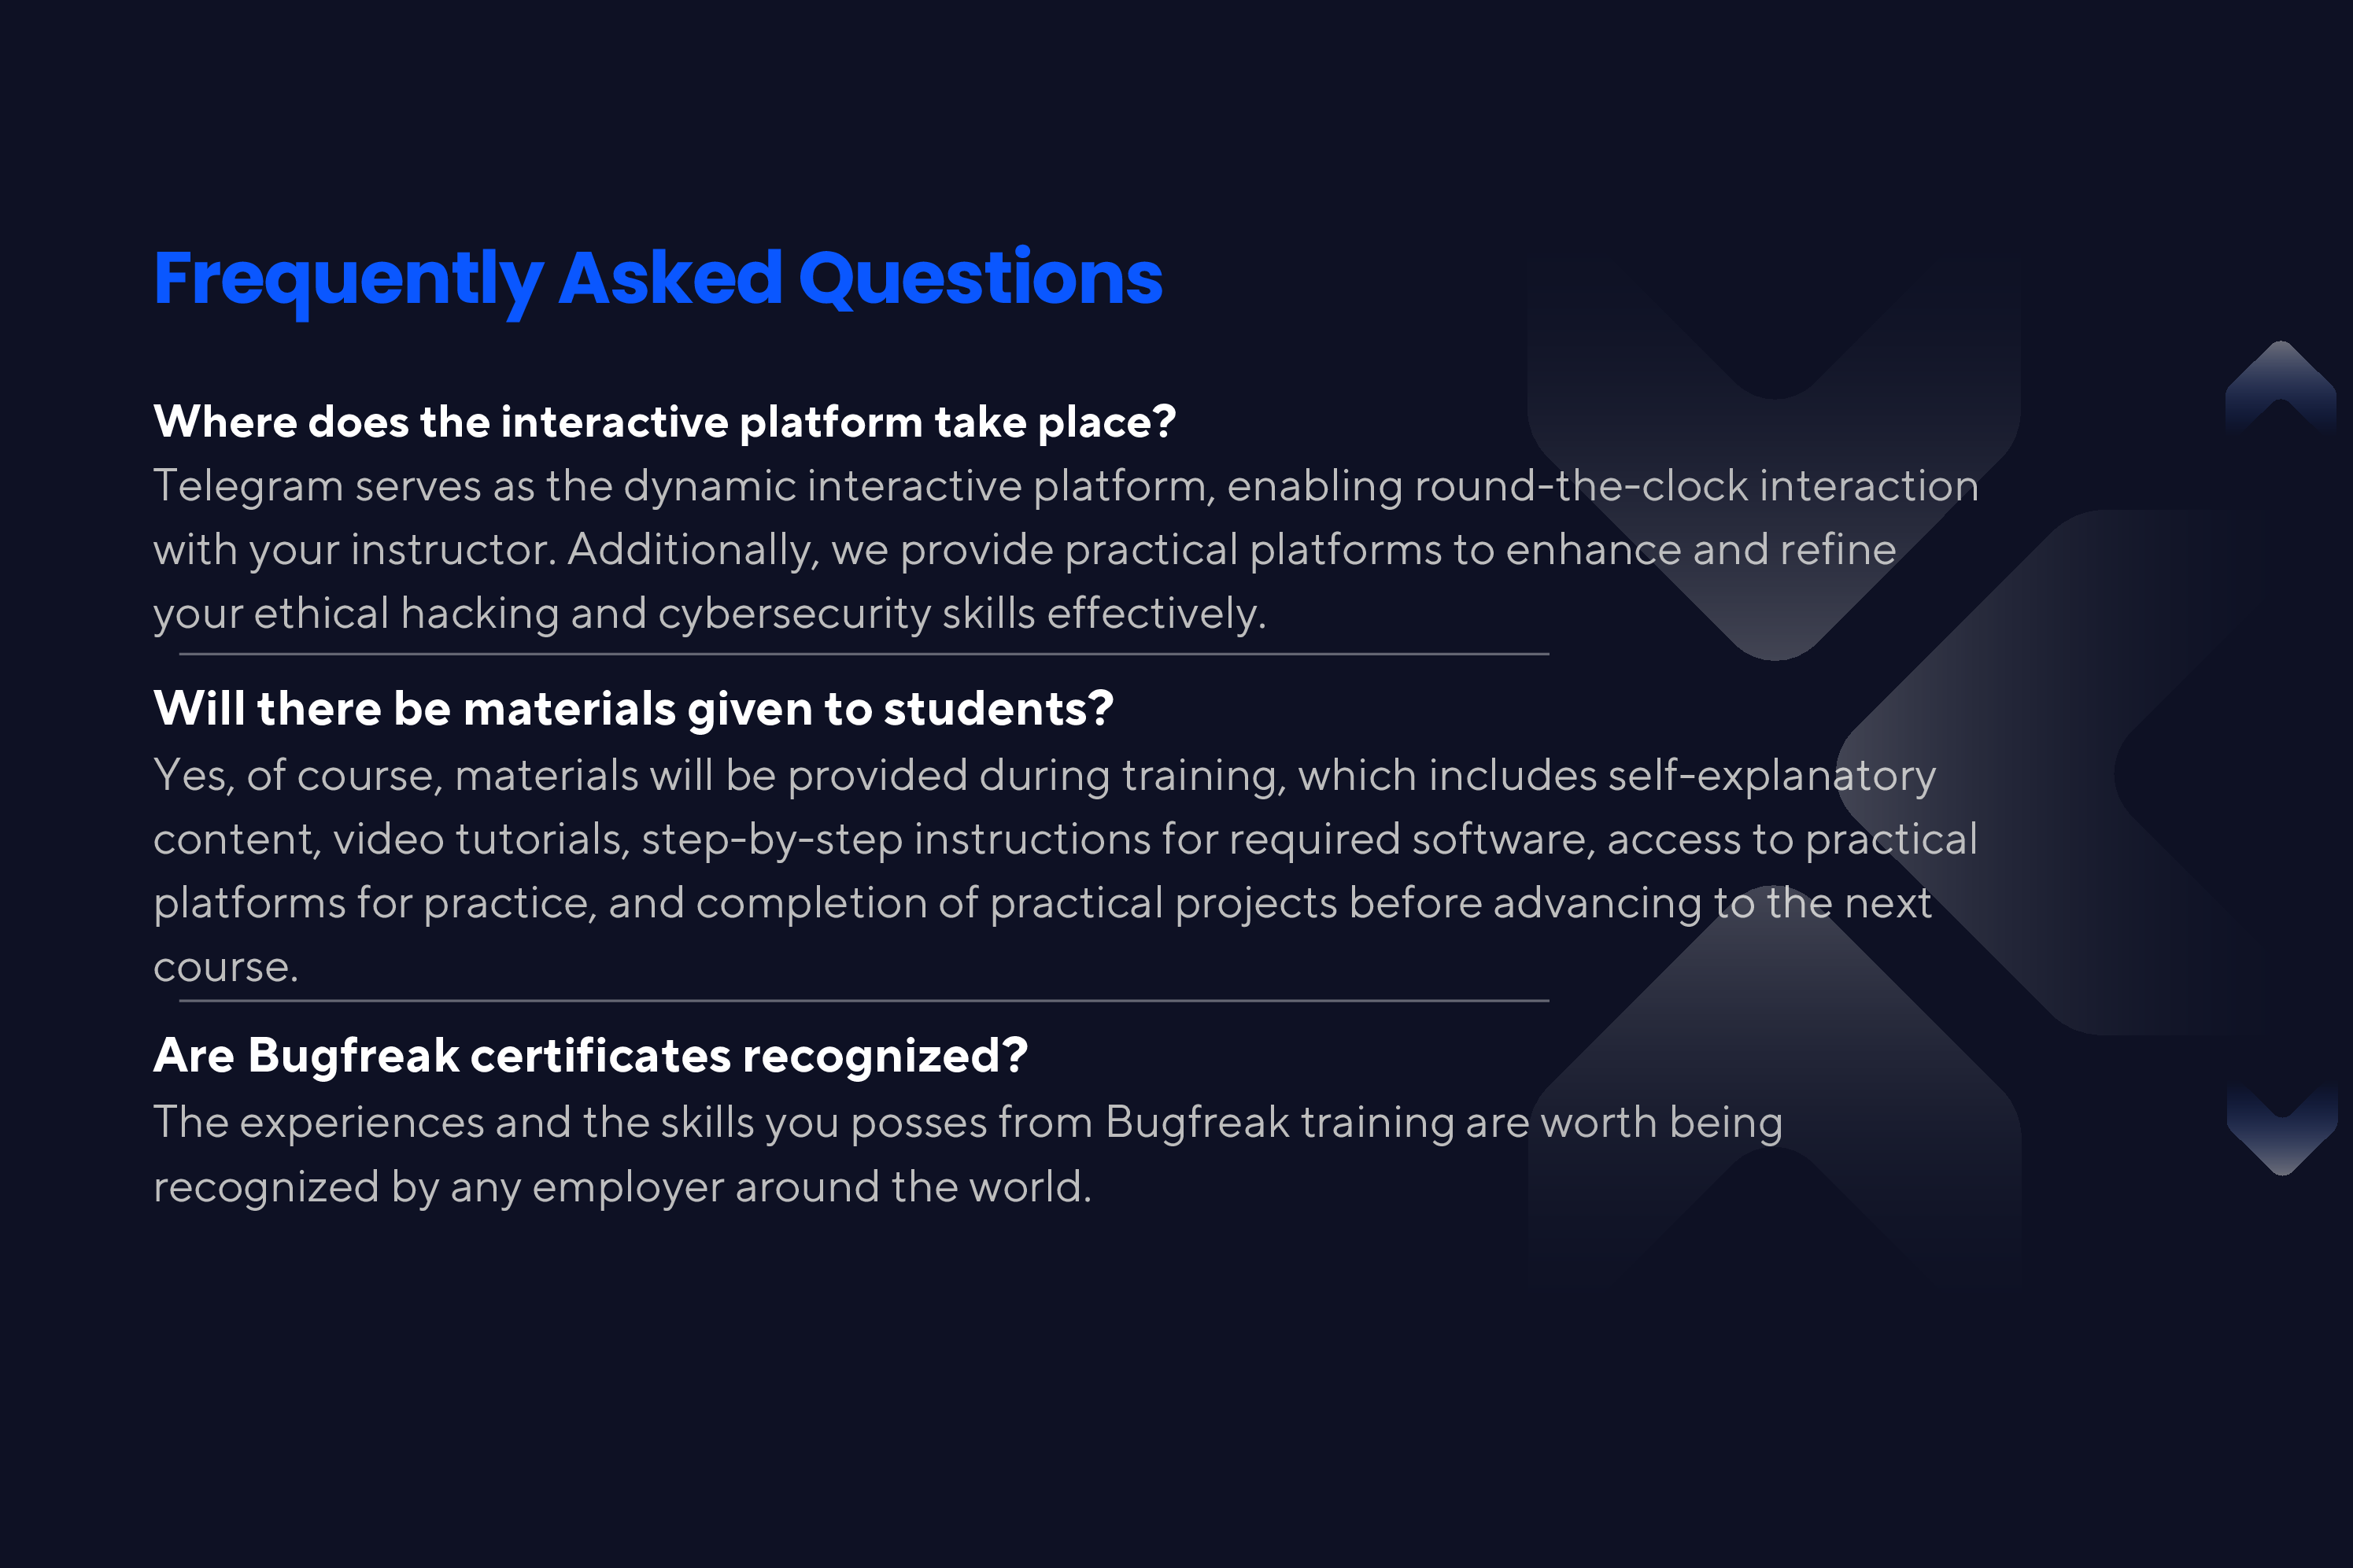 Frequently Asked Questions
Where does the interactive platform take place?
Telegram serves as the dynamic interactive platform, enabling round-the-clock interaction
with your instructor. Additionally, we provide practical platforms to enhance and refine
your ethical hacking and cybersecurity skills effectively.
Will there be materials given to students?
Yes, of course, materials will be provided during training, which includes self-explanatory
content, video tutorials, step-by-step instructions for required software, access to practical
platforms for practice, and completion of practical projects before advancing to the next
course.
Are Bugfreak certificates recognized?
The experiences and the skills you posses from Bugfreak training are worth being
recognized by any employer around the world.